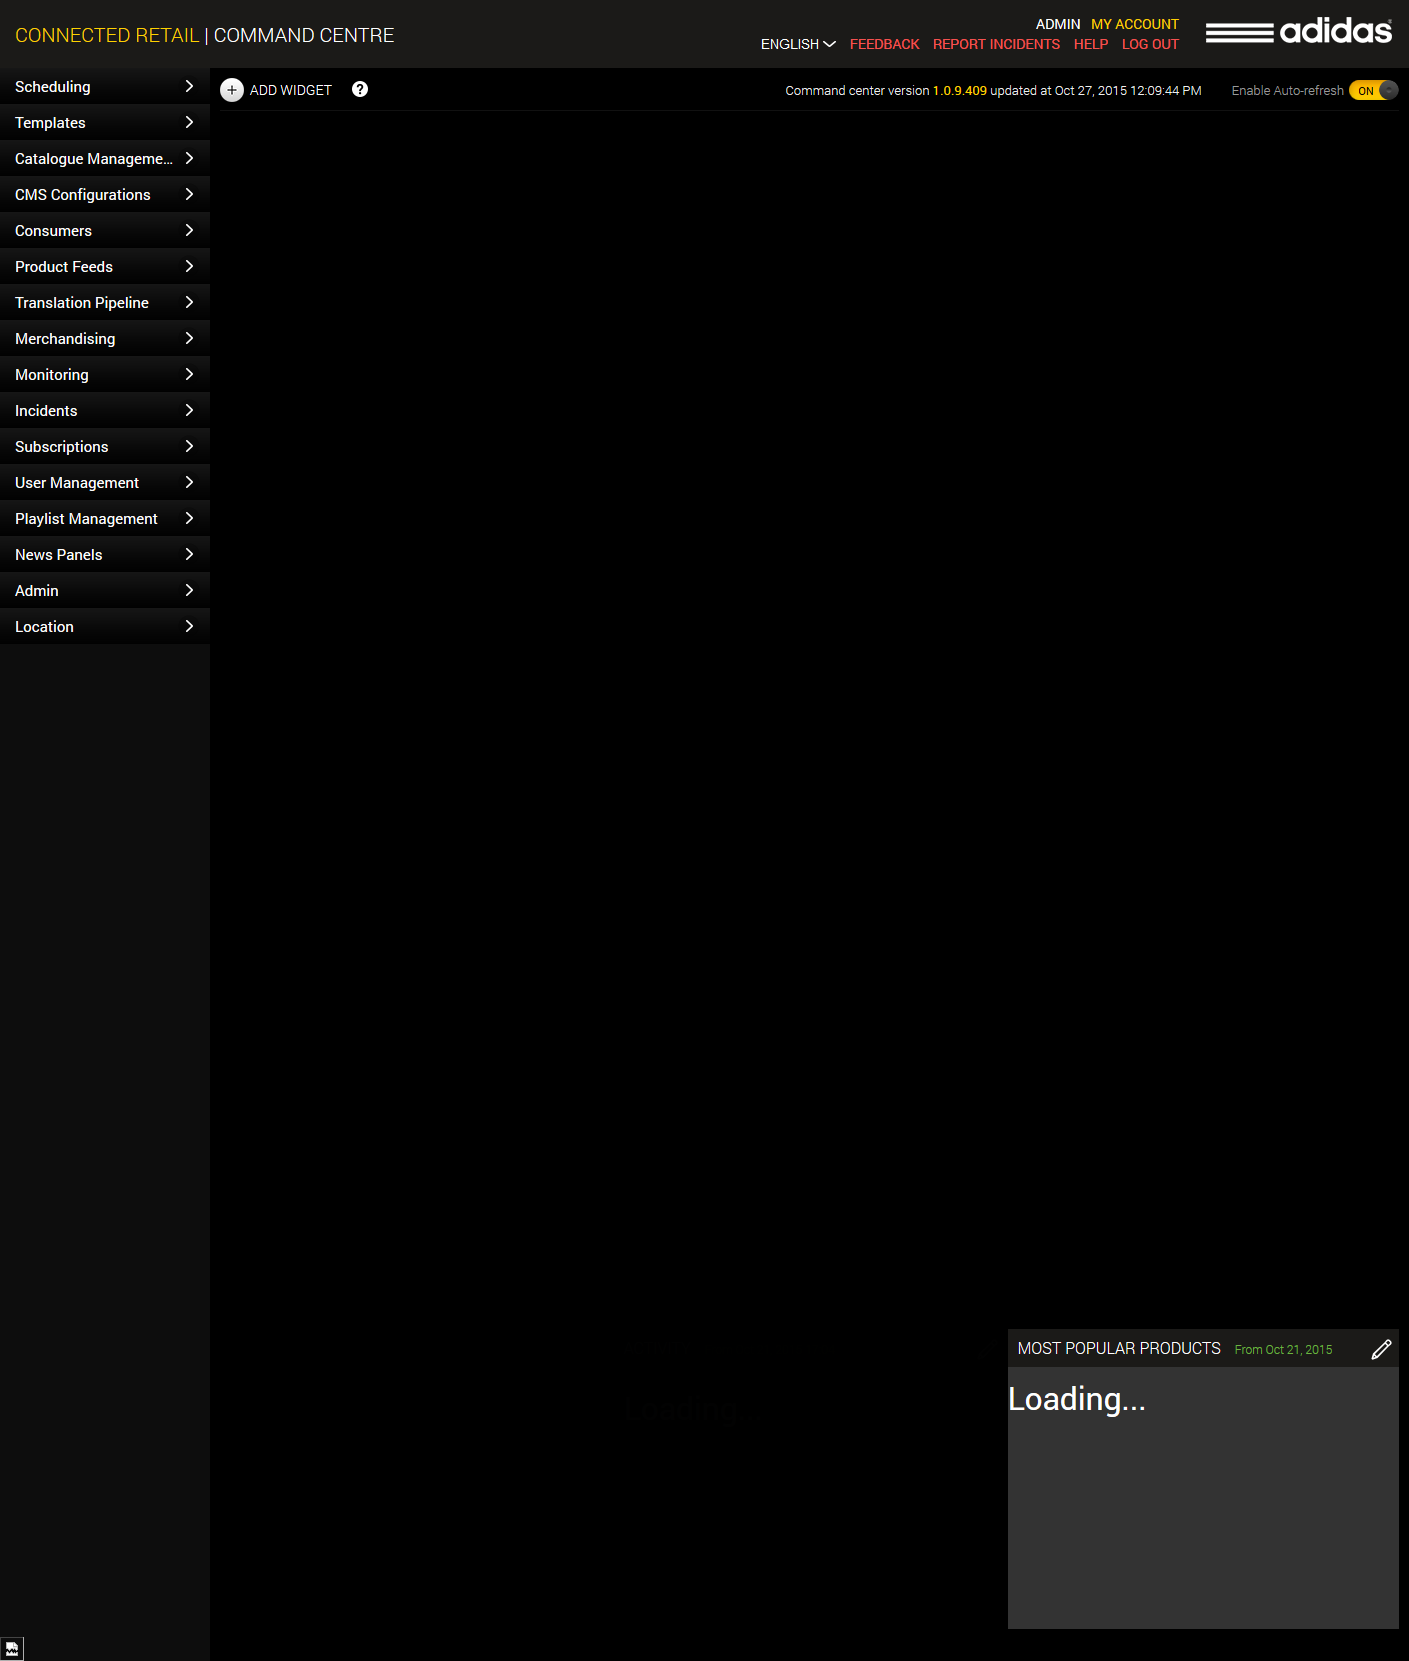 CONNECTED RETAIL | COMMAND CENTRE
ADMIN MY ACCOUNT
ENGLISH FEEDBACK REPORT INCIDENTS HELP LOG OUT
adidas
Scheduling
Templates
Catalogue Manageme...
CMS Configurations
Consumers
Product Feeds
Translation Pipeline
Merchandising
Monitoring
Incidents
Subscriptions
User Management
Playlist Management
News Panels
Admin
Location
ADD WIDGET ?
Command center version 1.0.9.409 updated at Oct 27, 2015 12:09:44 PM
Enable Auto-refresh ON
MOST POPULAR PRODUCTS From Oct 21, 2015
Loading...